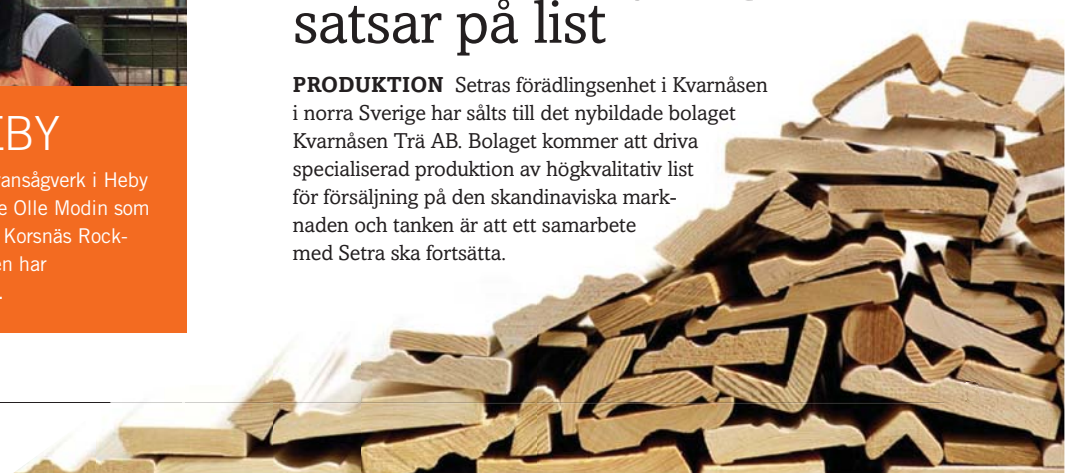 satsar på list
PRODUKTION Setras förädlingsenhet i Kvarnåsen
i norra Sverige har sålts till det nybildade bolaget
Kvarnåsen Trä AB. Bolaget kommer att driva
specialiserad produktion av högkvalitativ list
för försäljning på den skandinaviska mark-
naden och tanken är att ett samarbete
med Setra ska fortsätta.
EBY
ansågverk i Heby
e Olle Modin som
Korsnäs Rock-
en har
.